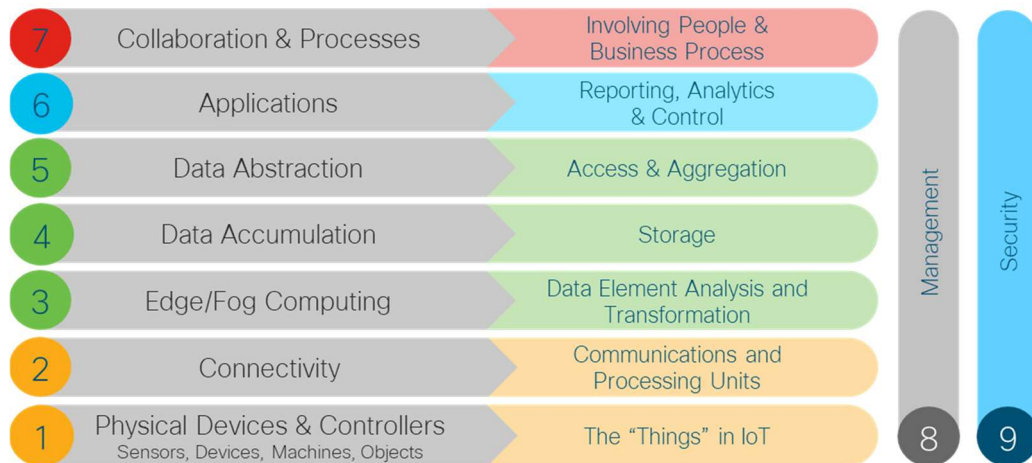 7
Collaboration & Processes
Involving People &
Business Process
6
Applications
Reporting, Analytics
& Control
5
Data Abstraction
Access & Aggregation
4
Data Accumulation
Storage
3
Edge/Fog Computing
Data Element Analysis and
Transformation
2
Connectivity
Communications and
Processing Units
1
Physical Devices & Controllers
Sensors, Devices, Machines, Objects
The “Things” in IoT
Management
8
Security
9